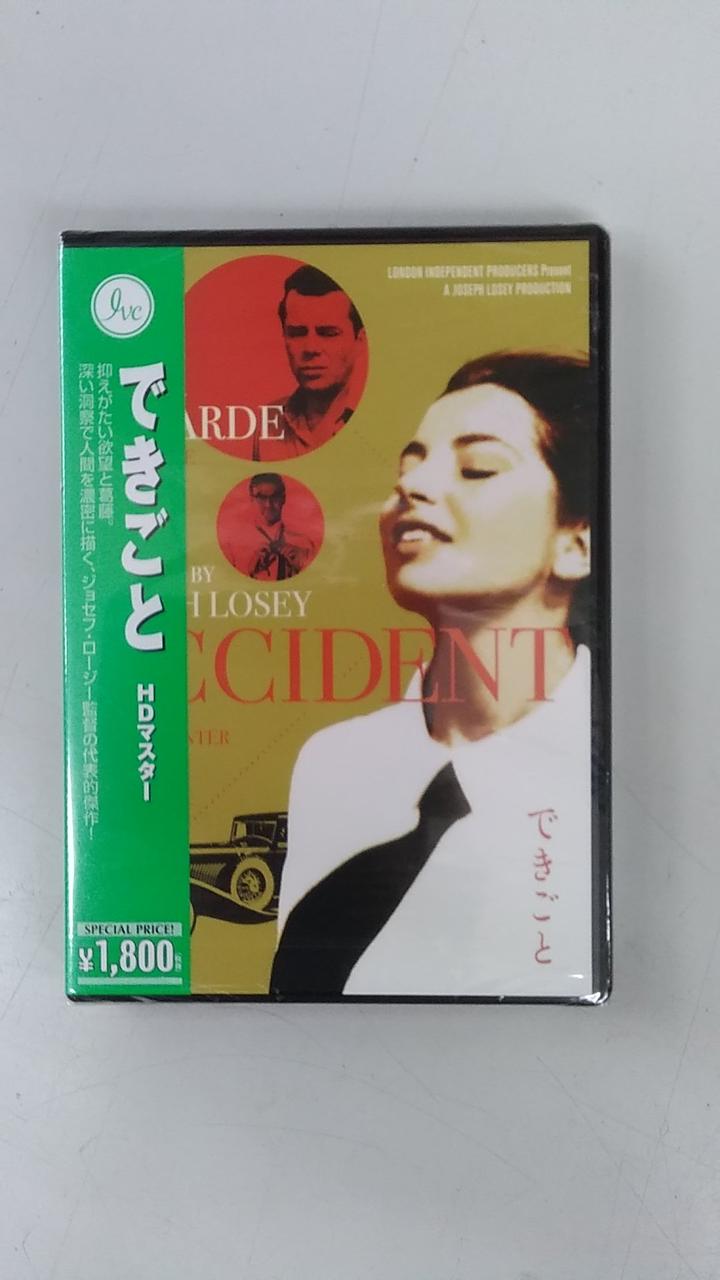 Ivc
できごと
HDマスター
抑えがたい欲望と葛藤。
深い洞察で人間を濃密に描く、ジョセフ・ロージー監督の代表的傑作！
SPECIAL PRICE!
¥1,800
LONDON INDEPENDENT PRODUCERS Present
A JOSEPH LOSEY PRODUCTION
ARDE
BY
H LOSEY
CCIDENT
NTER
できごと